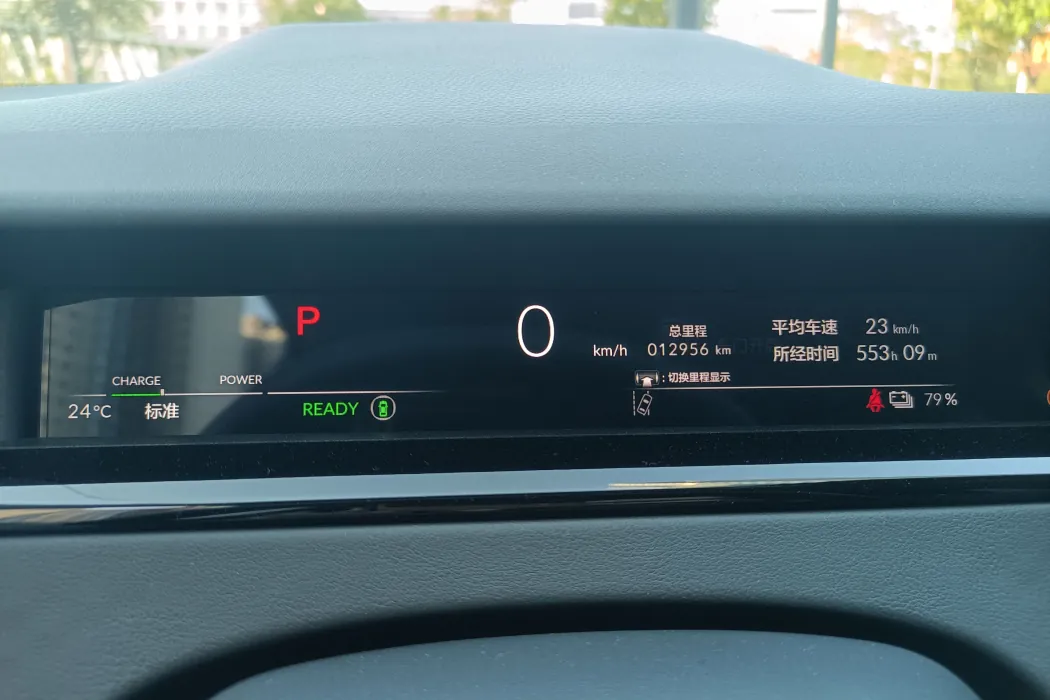 P
0
km/h
总里程
012956 km
平均车速 23 km/h
所经时间 553h 09m
: 切换里程显示
CHARGE POWER
24°C 标准
READY
79%